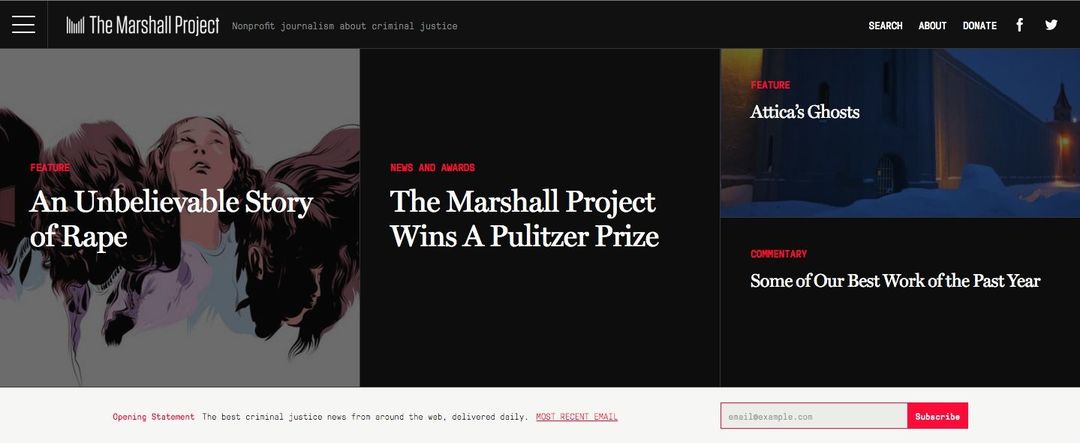 The Marshall Project
Nonprofit journalism about criminal justice
SEARCH ABOUT DONATE
FEATURE
An Unbelievable Story
of Rape
NEWS AND AWARDS
The Marshall Project
Wins A Pulitzer Prize
FEATURE
Attica’s Ghosts
COMMENTARY
Some of Our Best Work of the Past Year
Opening Statement The best criminal justice news from around the web, delivered daily. MOST RECENT EMAIL
email@example.com Subscribe